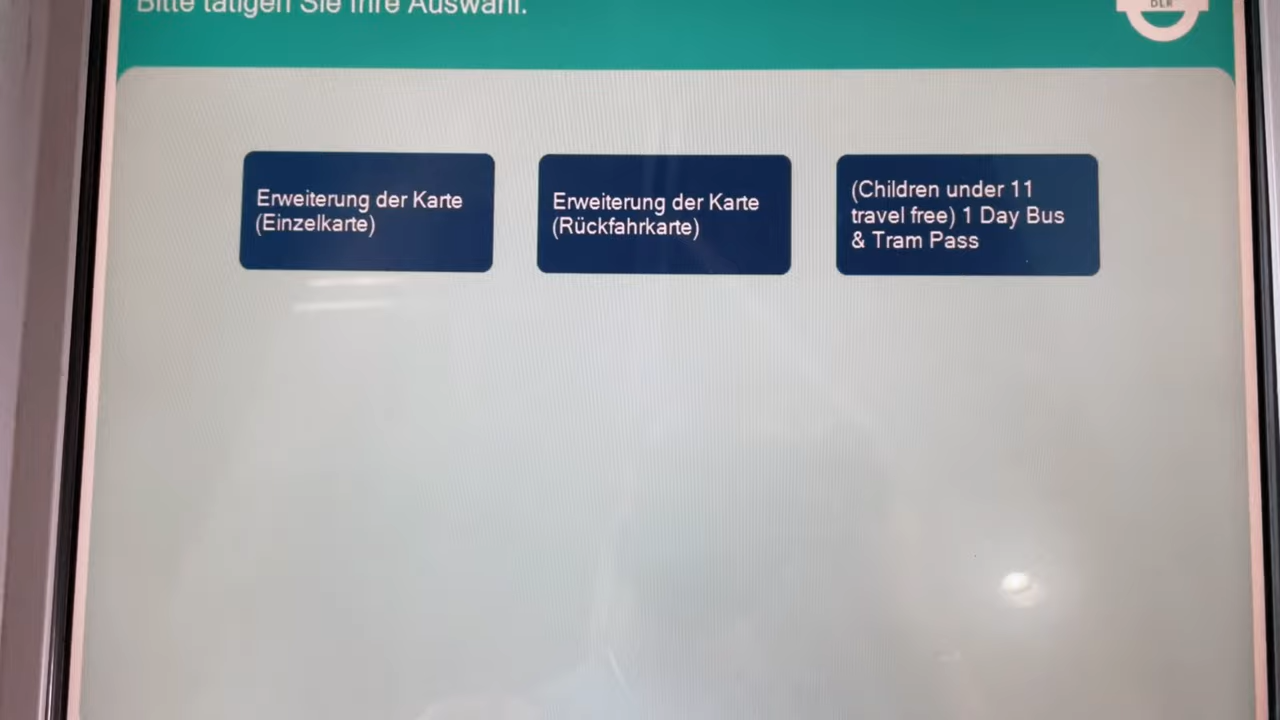 Bitte tätigen Sie Ihre Auswahl.
DLR
Erweiterung der Karte
(Einzelkarte)
Erweiterung der Karte
(Rückfahrkarte)
(Children under 11
travel free) 1 Day Bus
& Tram Pass